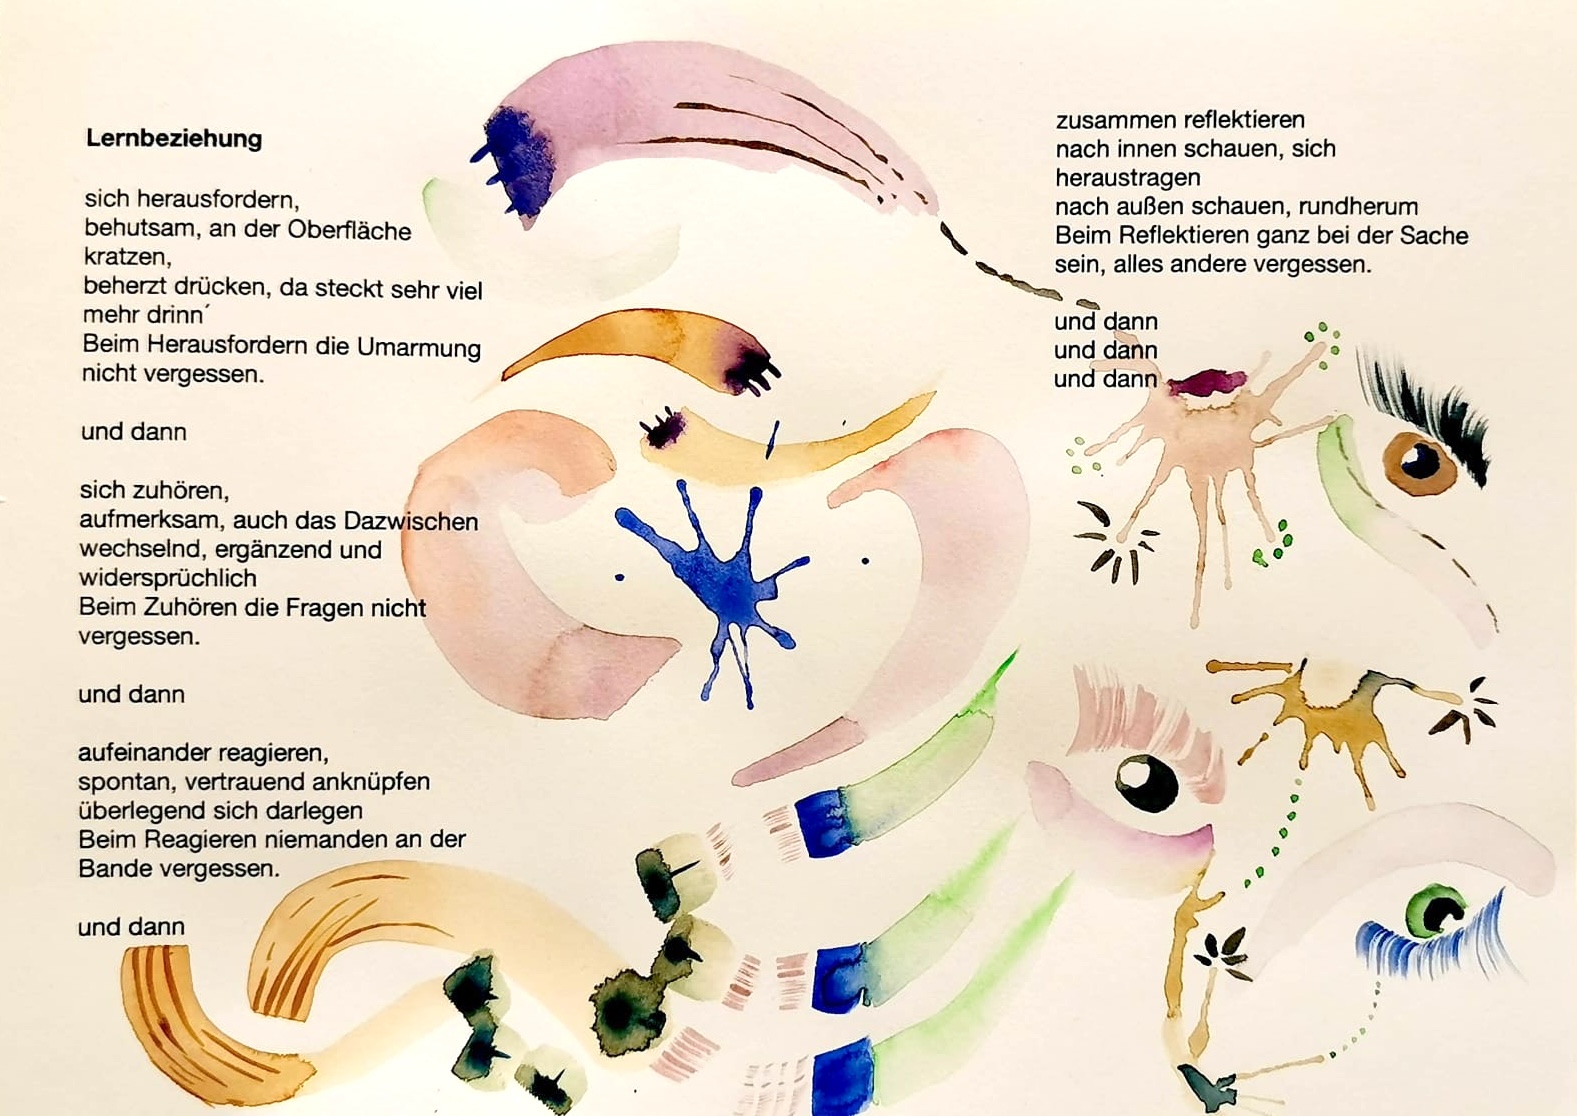 Lernbeziehung
sich herausfordern,
behutsam, an der Oberfläche
kratzen,
beherzt drücken, da steckt sehr viel
mehr drinn´
Beim Herausfordern die Umarmung
nicht vergessen.
und dann
sich zuhören,
aufmerksam, auch das Dazwischen
wechselnd, ergänzend und
widersprüchlich
Beim Zuhören die Fragen nicht
vergessen.
und dann
aufeinander reagieren,
spontan, vertrauend anknüpfen
überlegend sich darlegen
Beim Reagieren niemanden an der
Bande vergessen.
und dann
zusammen reflektieren
nach innen schauen, sich
heraustragen
nach außen schauen, rundherum
Beim Reflektieren ganz bei der Sache
sein, alles andere vergessen.
und dann
und dann
und dann